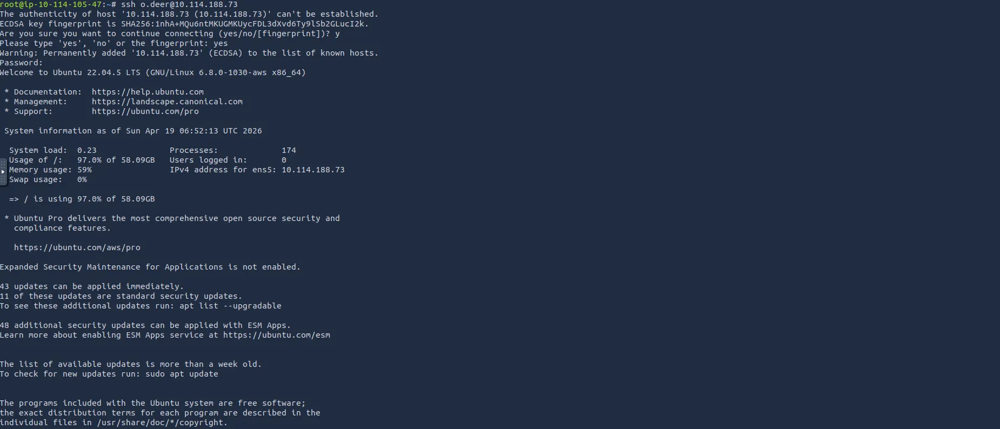 root@ip-10-114-105-47:~# ssh o.deer@10.114.188.73
The authenticity of host '10.114.188.73 (10.114.188.73)' can't be established.
ECDSA key fingerprint is SHA256:1nhA+MQu6ntMKUGMKUycFDL3dXvd6Ty9lSb2GLucI2k.
Are you sure you want to continue connecting (yes/no/[fingerprint])? y
Please type 'yes', 'no' or the fingerprint: yes
Warning: Permanently added '10.114.188.73' (ECDSA) to the list of known hosts.
Password:
Welcome to Ubuntu 22.04.5 LTS (GNU/Linux 6.8.0-1030-aws x86_64)
* Documentation:  https://help.ubuntu.com
* Management:     https://landscape.canonical.com
* Support:        https://ubuntu.com/pro
System information as of Sun Apr 19 06:52:13 UTC 2026
System load:  0.23               Processes:             174
Usage of /:   97.0% of 58.09GB   Users logged in:       0
Memory usage: 59%                IPv4 address for ens5: 10.114.188.73
Swap usage:   0%
=> / is using 97.0% of 58.09GB
* Ubuntu Pro delivers the most comprehensive open source security and
compliance features.
https://ubuntu.com/aws/pro
Expanded Security Maintenance for Applications is not enabled.
43 updates can be applied immediately.
11 of these updates are standard security updates.
To see these additional updates run: apt list --upgradable
48 additional security updates can be applied with ESM Apps.
Learn more about enabling ESM Apps service at https://ubuntu.com/esm
The list of available updates is more than a week old.
To check for new updates run: sudo apt update
The programs included with the Ubuntu system are free software;
the exact distribution terms for each program are described in the
individual files in /usr/share/doc/*/copyright.